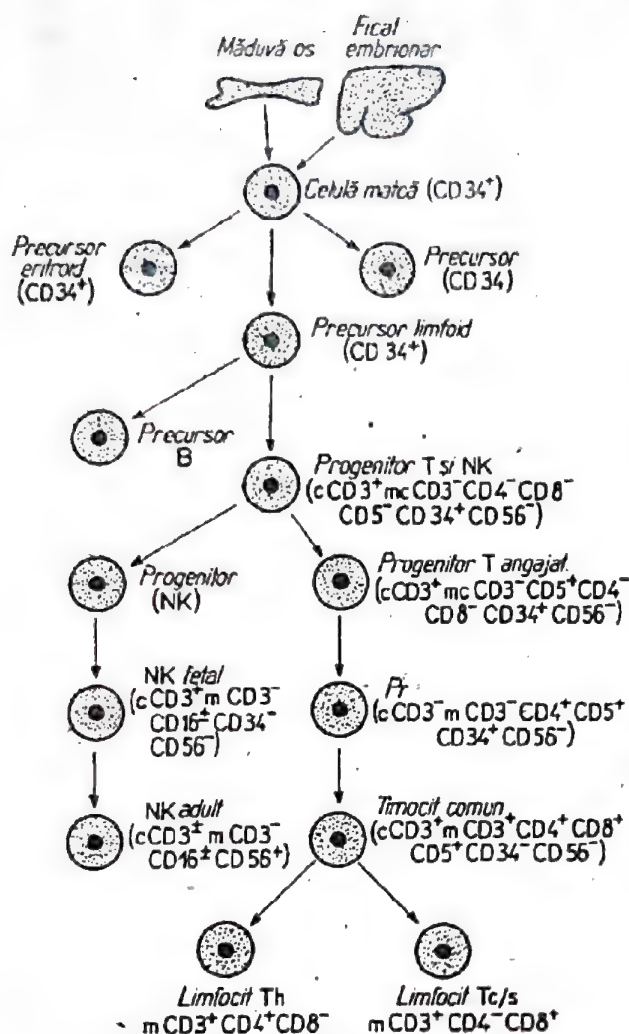 Măduvă os
Ficat
embrionar
Celulă matcă (CD34⁺)
Precursor
eritroid
(CD34⁺)
Precursor
(CD34)
Precursor limfoid
(CD 34⁺)
Precursor
B
Progenitor T și NK
(cCD3⁺mcCD3⁻CD4⁻CD8⁻
CD5⁻CD34⁺CD56⁻)
Progenitor
(NK)
Progenitor T angajat
(cCD3⁺mcCD3⁻CD5⁺CD4⁻
CD8⁻CD34⁺CD56⁻)
NK fetal
(cCD3⁺mCD3⁻
CD16±CD34⁻
CD56⁻)
Pr
(cCD3⁻mCD3⁻CD4⁺CD5⁺
CD34⁺CD56⁻)
NK adult
(cCD3±mCD3⁻
CD16±CD56⁺)
Timocit comun
(cCD3⁺mCD3⁺CD4⁺CD8⁺
CD5⁺CD34⁻CD56⁻)
Limfocit Th
mCD3⁺CD4⁺CD8⁻
Limfocit Tc/s
mCD3⁺CD4⁻CD8⁺